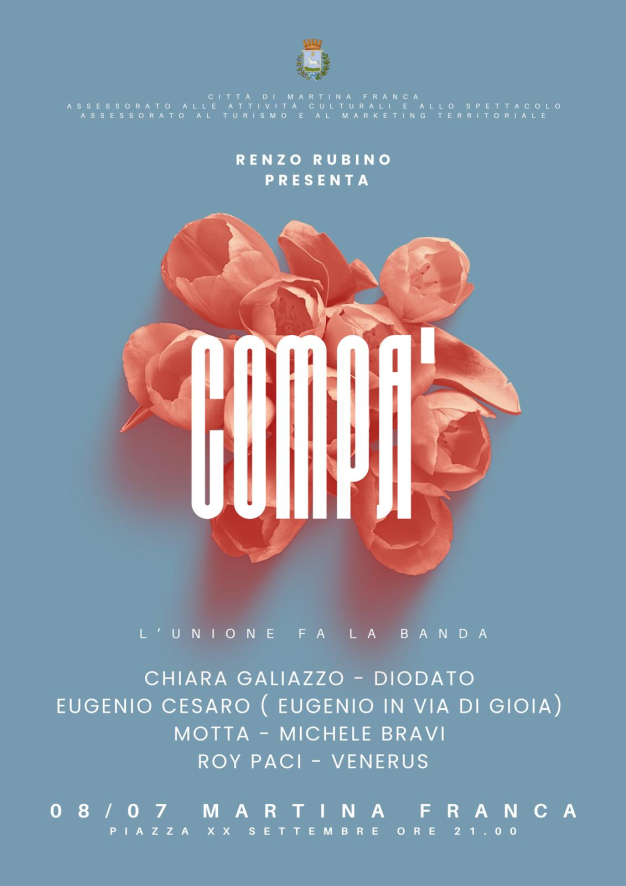 CITTÀ DI MARTINA FRANCA
ASSESSORATO ALLE ATTIVITÀ CULTURALI E ALLO SPETTACOLO
ASSESSORATO AL TURISMO E AL MARKETING TERRITORIALE
RENZO RUBINO
PRESENTA
COMPA'
L'UNIONE FA LA BANDA
CHIARA GALIAZZO - DIODATO
EUGENIO CESARO ( EUGENIO IN VIA DI GIOIA)
MOTTA - MICHELE BRAVI
ROY PACI - VENERUS
08/07 MARTINA FRANCA
PIAZZA XX SETTEMBRE ORE 21.00